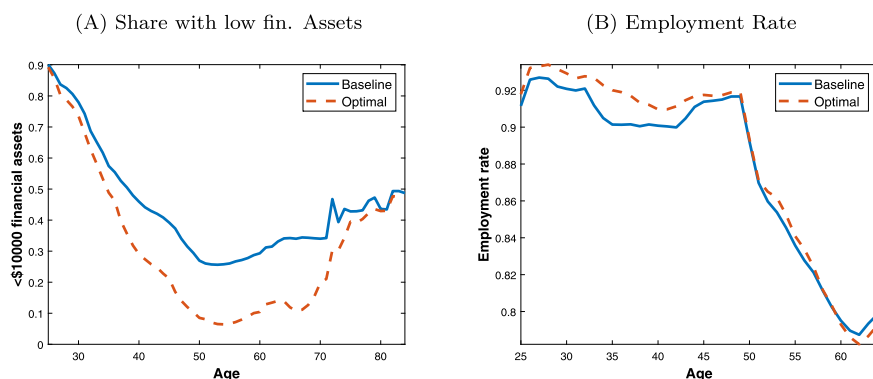 (A) Share with low fin. Assets
(B) Employment Rate
<$10000 financial assets
0.9
0.8
0.7
0.6
0.5
0.4
0.3
0.2
0.1
0
Baseline
Optimal
30 40 50 60 70 80
Age
Employment rate
0.92
0.9
0.88
0.86
0.84
0.82
0.8
Baseline
Optimal
25 30 35 40 45 50 55 60
Age